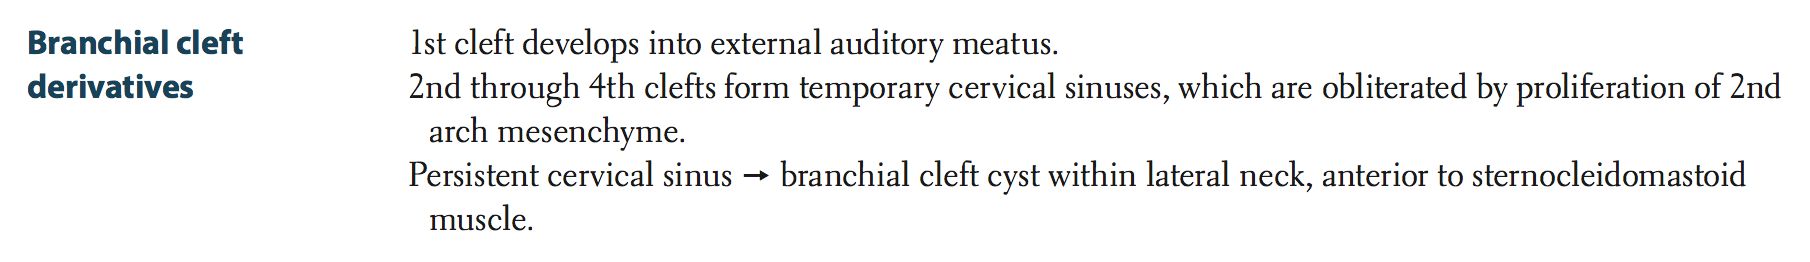 Branchial cleft
derivatives
1st cleft develops into external auditory meatus.
2nd through 4th clefts form temporary cervical sinuses, which are obliterated by proliferation of 2nd
arch mesenchyme.
Persistent cervical sinus → branchial cleft cyst within lateral neck, anterior to sternocleidomastoid
muscle.